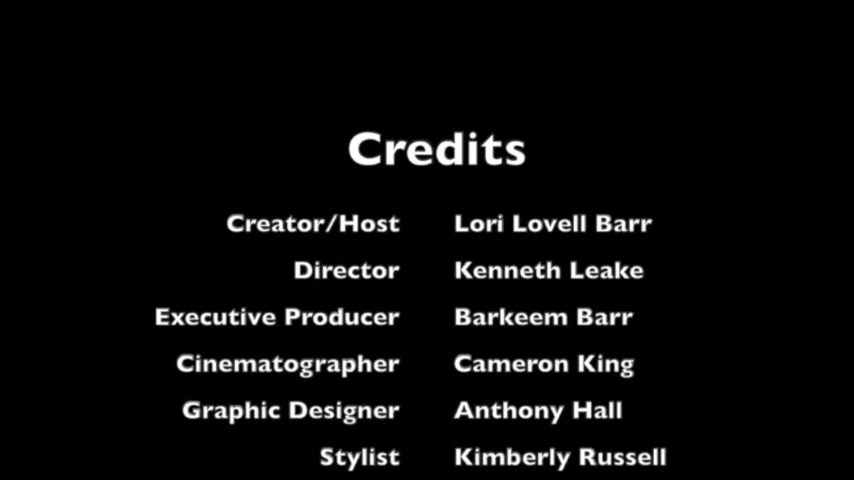 Credits
Creator/Host Lori Lovell Barr
Director Kenneth Leake
Executive Producer Barkeem Barr
Cinematographer Cameron King
Graphic Designer Anthony Hall
Stylist Kimberly Russell